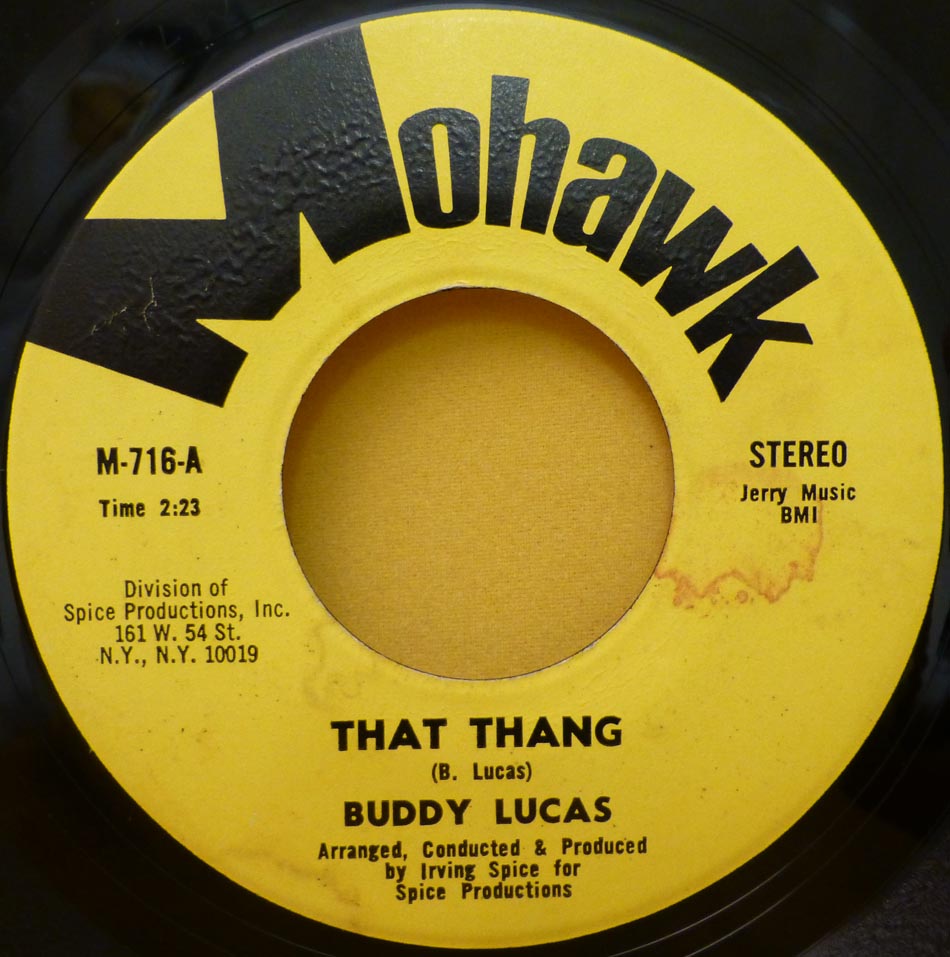 Mohawk
M-716-A
Time 2:23
STEREO
Jerry Music
BMI
Division of
Spice Productions, Inc.
161 W. 54 St.
N.Y., N.Y. 10019
THAT THANG
(B. Lucas)
BUDDY LUCAS
Arranged, Conducted & Produced
by Irving Spice for
Spice Productions